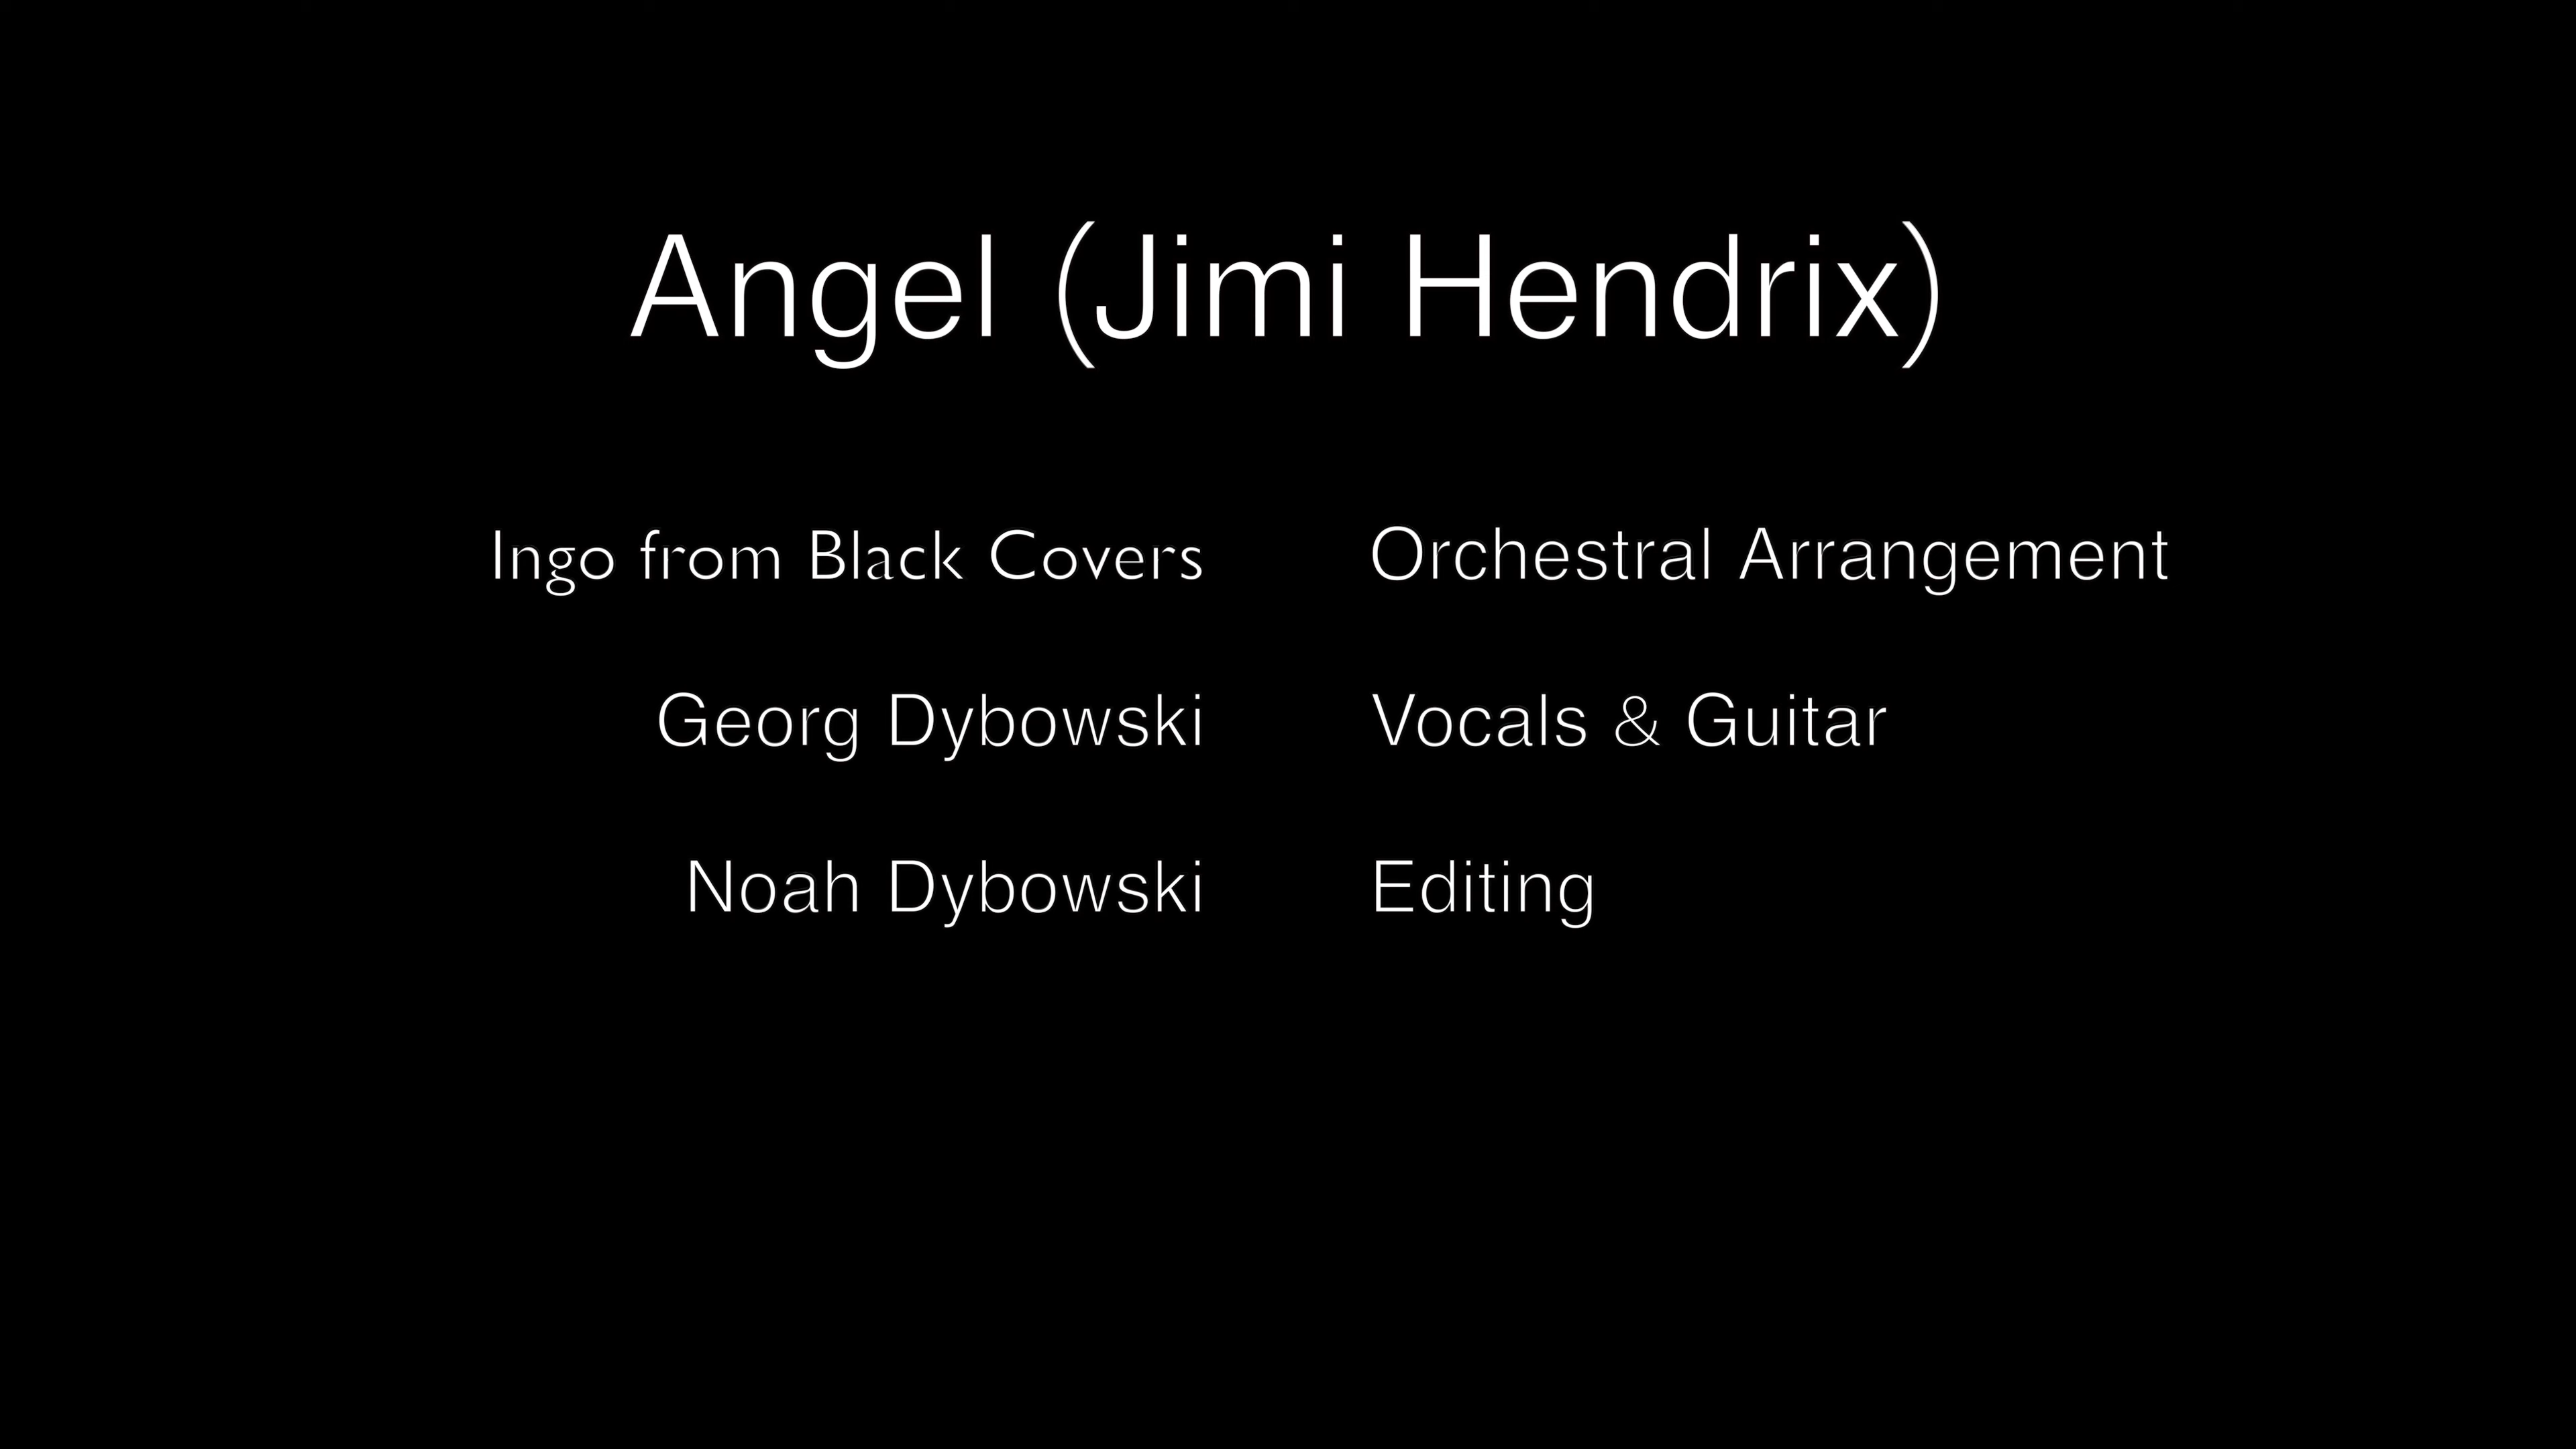 Angel (Jimi Hendrix)
Ingo from Black Covers Orchestral Arrangement
Georg Dybowski Vocals & Guitar
Noah Dybowski Editing